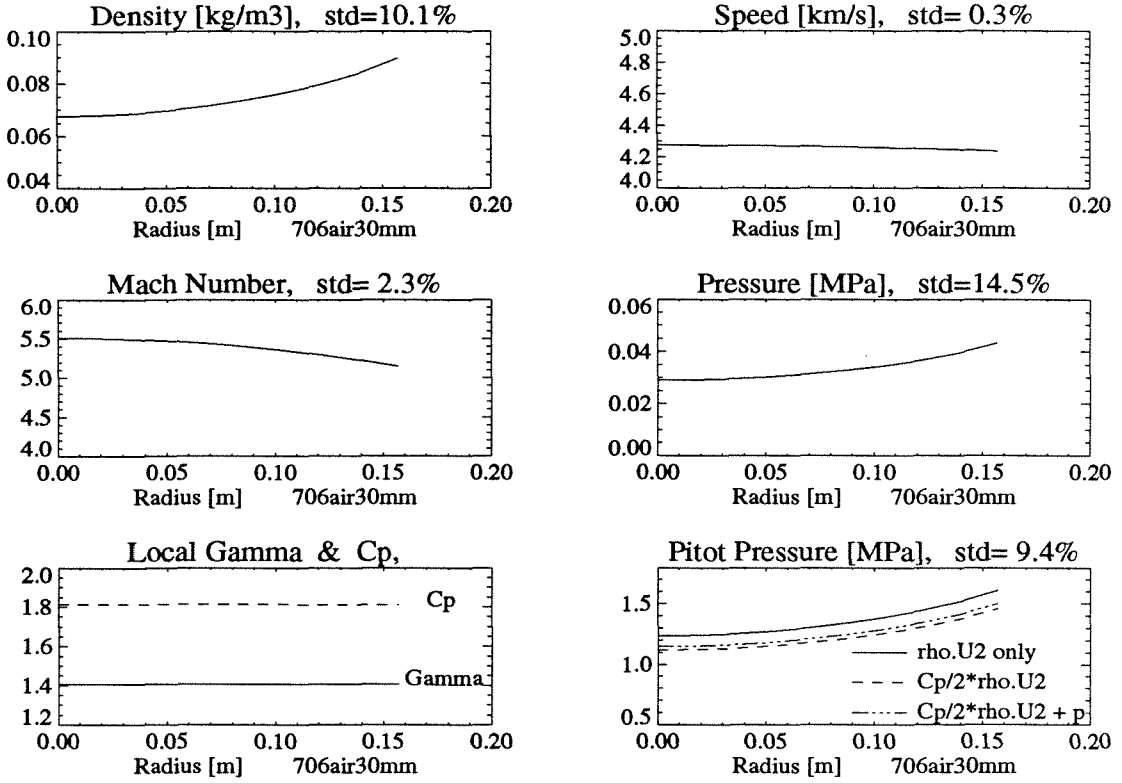 Density [kg/m3], std=10.1%
0.10
0.08
0.06
0.04
0.00 0.05 0.10 0.15 0.20
Radius [m] 706air30mm
Speed [km/s], std= 0.3%
5.0
4.8
4.6
4.4
4.2
4.0
0.00 0.05 0.10 0.15 0.20
Radius [m] 706air30mm
Mach Number, std= 2.3%
6.0
5.5
5.0
4.5
4.0
0.00 0.05 0.10 0.15 0.20
Radius [m] 706air30mm
Pressure [MPa], std=14.5%
0.06
0.04
0.02
0.00
0.00 0.05 0.10 0.15 0.20
Radius [m] 706air30mm
Local Gamma & Cp,
2.0
1.8
1.6
1.4
1.2
Cp
Gamma
0.00 0.05 0.10 0.15 0.20
Radius [m] 706air30mm
Pitot Pressure [MPa], std= 9.4%
1.5
1.0
0.5
rho.U2 only
Cp/2*rho.U2
Cp/2*rho.U2 + p
0.00 0.05 0.10 0.15 0.20
Radius [m] 706air30mm